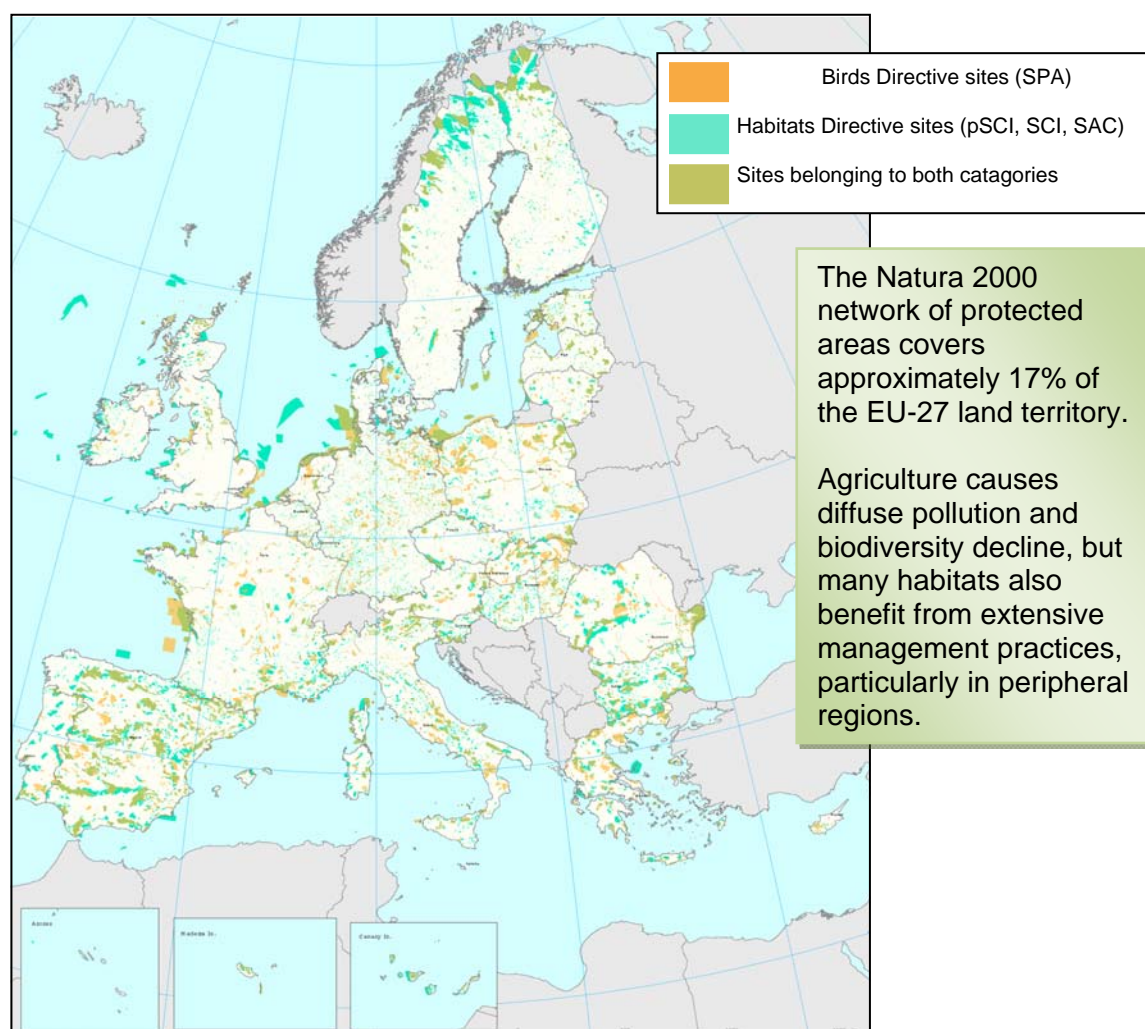 Birds Directive sites (SPA)
Habitats Directive sites (pSCI, SCI, SAC)
Sites belonging to both catagories
The Natura 2000
network of protected
areas covers
approximately 17% of
the EU-27 land territory.
Agriculture causes
diffuse pollution and
biodiversity decline, but
many habitats also
benefit from extensive
management practices,
particularly in peripheral
regions.
Azores
Madeira Is.
Canary Is.